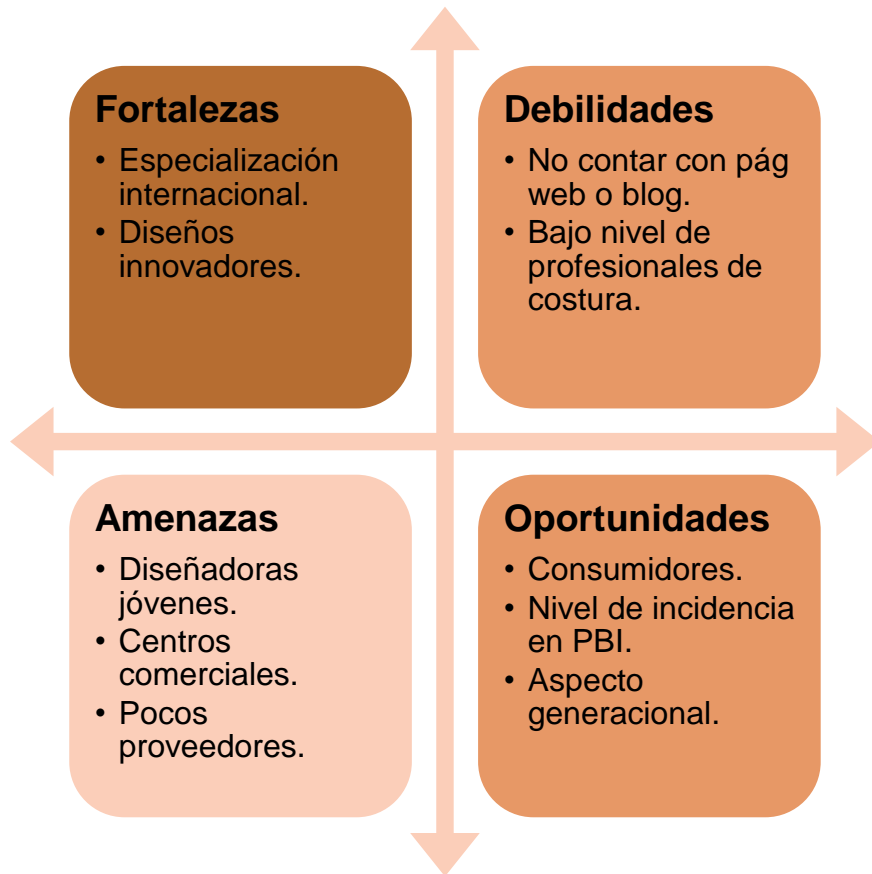 Fortalezas
• Especialización
internacional.
• Diseños
innovadores.
Debilidades
• No contar con pág
web o blog.
• Bajo nivel de
profesionales de
costura.
Amenazas
• Diseñadoras
jóvenes.
• Centros
comerciales.
• Pocos
proveedores.
Oportunidades
• Consumidores.
• Nivel de incidencia
en PBI.
• Aspecto
generacional.